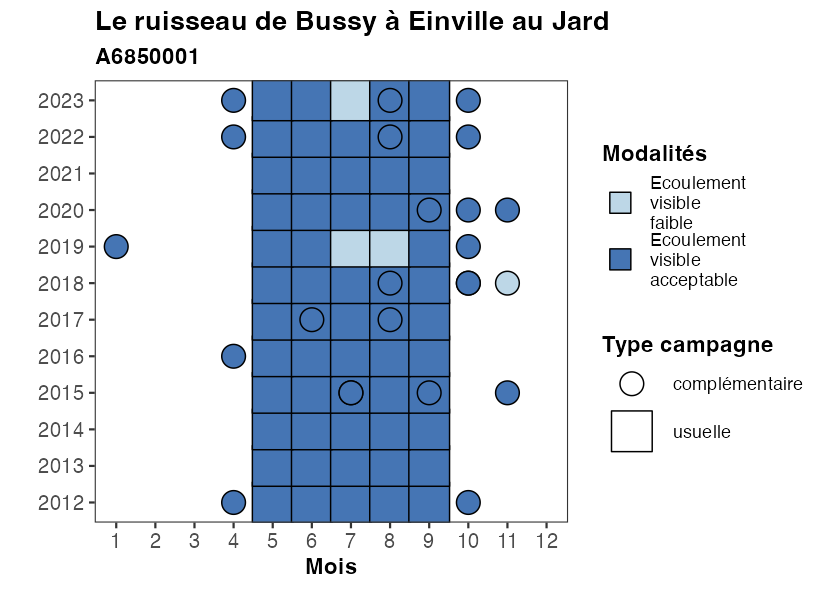 Le ruisseau de Bussy à Einville au Jard
A6850001
2023
2022
2021
2020
2019
2018
2017
2016
2015
2014
2013
2012
1 2 3 4 5 6 7 8 9 10 11 12
Mois
Modalités
Ecoulement
visible
faible
Ecoulement
visible
acceptable
Type campagne
complémentaire
usuelle